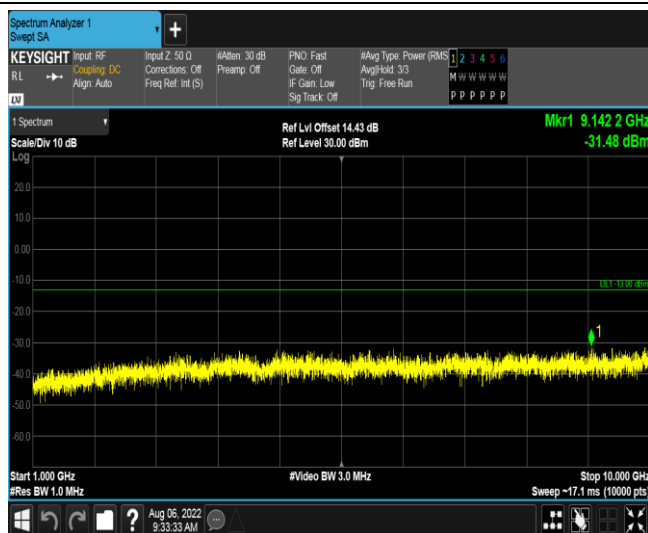 Spectrum Analyzer 1
Swept SA
+
KEYSIGHT
RL
LXI
Input: RF
Coupling: DC
Align: Auto
Input Z: 50 Ω
Corrections: Off
Freq Ref: Int (S)
#Atten: 30 dB
Preamp: Off
PNO: Fast
Gate: Off
IF Gain: Low
Sig Track: Off
#Avg Type: Power (RMS
Avg|Hold: 3/3
Trig: Free Run
1 2 3 4 5 6
M W W W W W
P P P P P P
1 Spectrum
Scale/Div 10 dB
Log
Ref Lvl Offset 14.43 dB
Ref Level 30.00 dBm
Mkr1 9.142 2 GHz
-31.48 dBm
20.0
10.0
0.00
-10.0
DL1 -13.00 dBm
-20.0
-30.0
1
-40.0
-50.0
-60.0
Start 1.000 GHz
#Video BW 3.0 MHz
Stop 10.000 GHz
#Res BW 1.0 MHz
Sweep ~17.1 ms (10000 pts)
?
Aug 06, 2022
9:33:33 AM